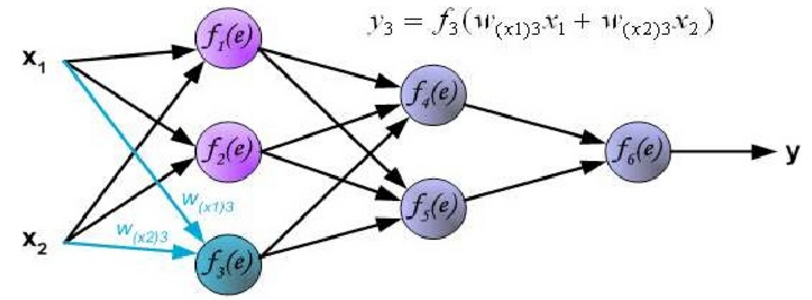 f₁(e)
y₃ = f₃(w₍ₓ₁₎₃x₁ + w₍ₓ₂₎₃x₂)
x₁
f₄(e)
f₂(e)
f₆(e)
y
w₍ₓ₁₎₃
f₅(e)
x₂
w₍ₓ₂₎₃
f₃(e)